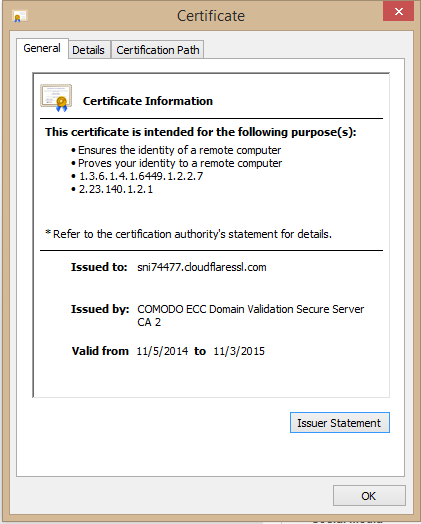 Certificate
General Details Certification Path
Certificate Information
This certificate is intended for the following purpose(s):
• Ensures the identity of a remote computer
• Proves your identity to a remote computer
• 1.3.6.1.4.1.6449.1.2.2.7
• 2.23.140.1.2.1
* Refer to the certification authority's statement for details.
Issued to: sni74477.cloudflaressl.com
Issued by: COMODO ECC Domain Validation Secure Server
CA 2
Valid from 11/5/2014 to 11/3/2015
Issuer Statement
OK